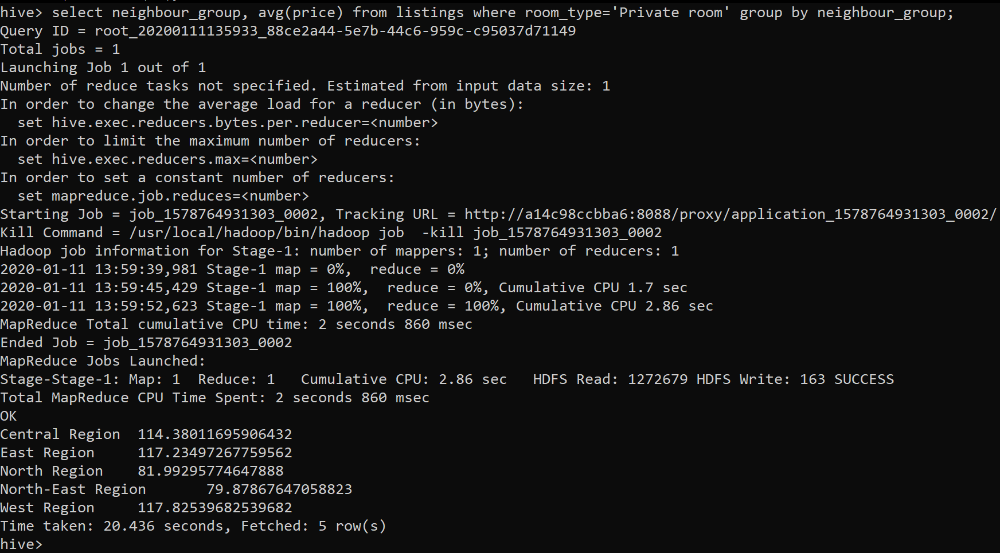 hive> select neighbour_group, avg(price) from listings where room_type='Private room' group by neighbour_group;
Query ID = root_20200111135933_88ce2a44-5e7b-44c6-959c-c95037d71149
Total jobs = 1
Launching Job 1 out of 1
Number of reduce tasks not specified. Estimated from input data size: 1
In order to change the average load for a reducer (in bytes):
  set hive.exec.reducers.bytes.per.reducer=<number>
In order to limit the maximum number of reducers:
  set hive.exec.reducers.max=<number>
In order to set a constant number of reducers:
  set mapreduce.job.reduces=<number>
Starting Job = job_1578764931303_0002, Tracking URL = http://a14c98ccbba6:8088/proxy/application_1578764931303_0002/
Kill Command = /usr/local/hadoop/bin/hadoop job  -kill job_1578764931303_0002
Hadoop job information for Stage-1: number of mappers: 1; number of reducers: 1
2020-01-11 13:59:39,981 Stage-1 map = 0%,  reduce = 0%
2020-01-11 13:59:45,429 Stage-1 map = 100%,  reduce = 0%, Cumulative CPU 1.7 sec
2020-01-11 13:59:52,623 Stage-1 map = 100%,  reduce = 100%, Cumulative CPU 2.86 sec
MapReduce Total cumulative CPU time: 2 seconds 860 msec
Ended Job = job_1578764931303_0002
MapReduce Jobs Launched:
Stage-Stage-1: Map: 1  Reduce: 1   Cumulative CPU: 2.86 sec   HDFS Read: 1272679 HDFS Write: 163 SUCCESS
Total MapReduce CPU Time Spent: 2 seconds 860 msec
OK
Central Region  114.38011695906432
East Region     117.23497267759562
North Region    81.99295774647888
North-East Region       79.87867647058823
West Region     117.82539682539682
Time taken: 20.436 seconds, Fetched: 5 row(s)
hive>